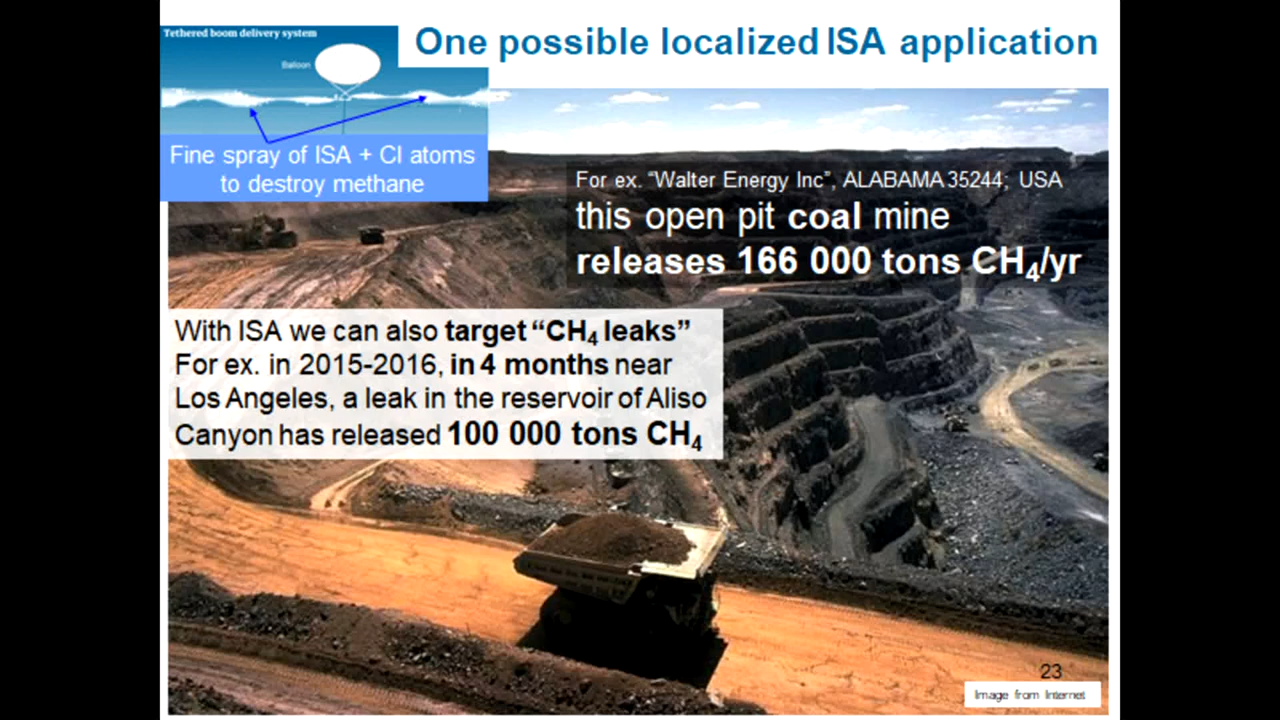 Tethered boom delivery system
One possible localized ISA application
Balloon
Fine spray of ISA + Cl atoms
to destroy methane
For ex. “Walter Energy Inc”, ALABAMA 35244; USA
this open pit coal mine
releases 166 000 tons CH₄/yr
With ISA we can also target “CH₄ leaks”
For ex. in 2015-2016, in 4 months near
Los Angeles, a leak in the reservoir of Aliso
Canyon has released 100 000 tons CH₄
23
Image from Internet